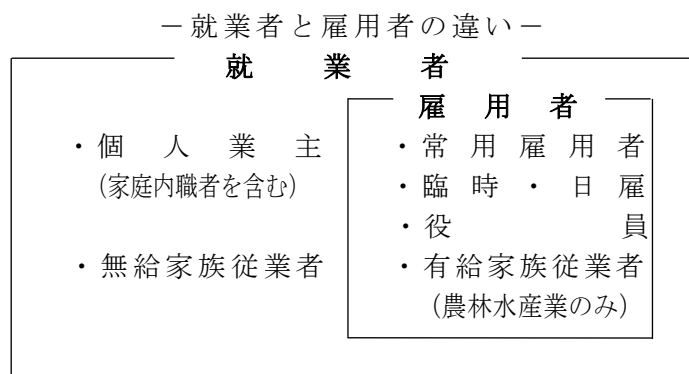 －就業者と雇用者の違い－
就業者
雇用者
・個人業主
(家庭内職者を含む)
・無給家族従業者
・常用雇用者
・臨時・日雇
・役員
・有給家族従業者
(農林水産業のみ)